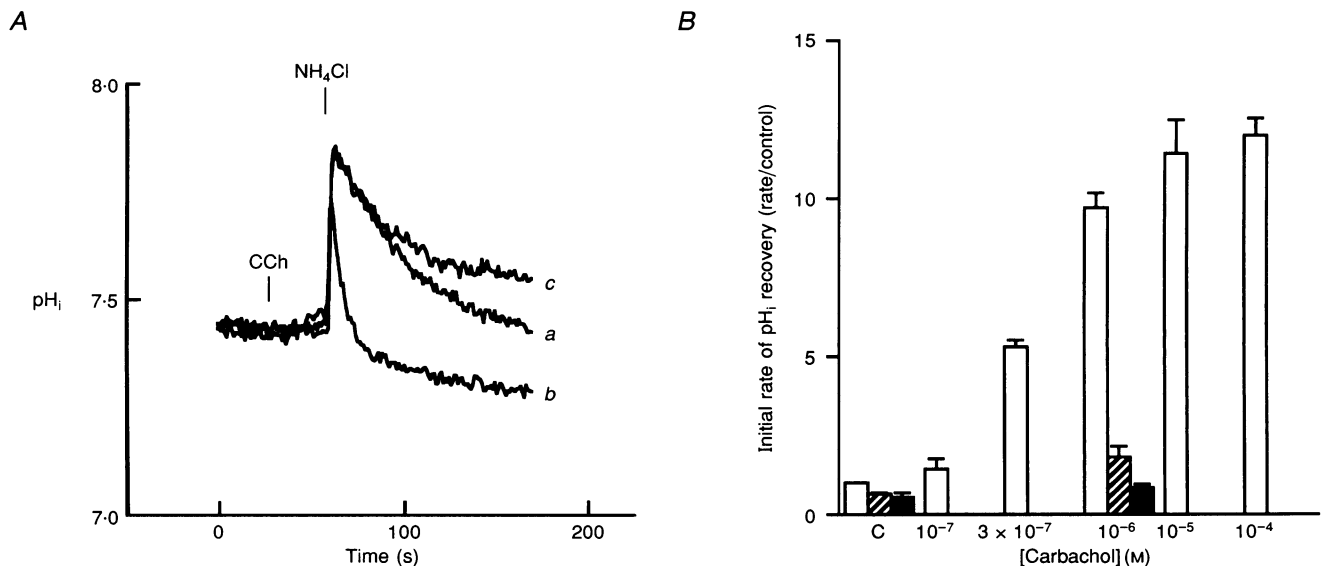 A
NH₄Cl
8·0
CCh
pHᵢ
7·5
c
a
b
7·0
0
100
200
Time (s)
B
Initial rate of pHᵢ recovery (rate/control)
15
10
5
0
C
10⁻⁷
3 × 10⁻⁷
10⁻⁶
10⁻⁵
10⁻⁴
[Carbachol] (M)